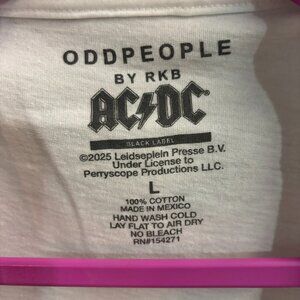 ODDPEOPLE
BY RKB
AC⚡DC
BLACK LABEL
©2025 Leidseplein Presse B.V.
Under License to
Perryscope Productions LLC.
L
100% COTTON
MADE IN MEXICO
HAND WASH COLD
LAY FLAT TO AIR DRY
NO BLEACH
RN#154271